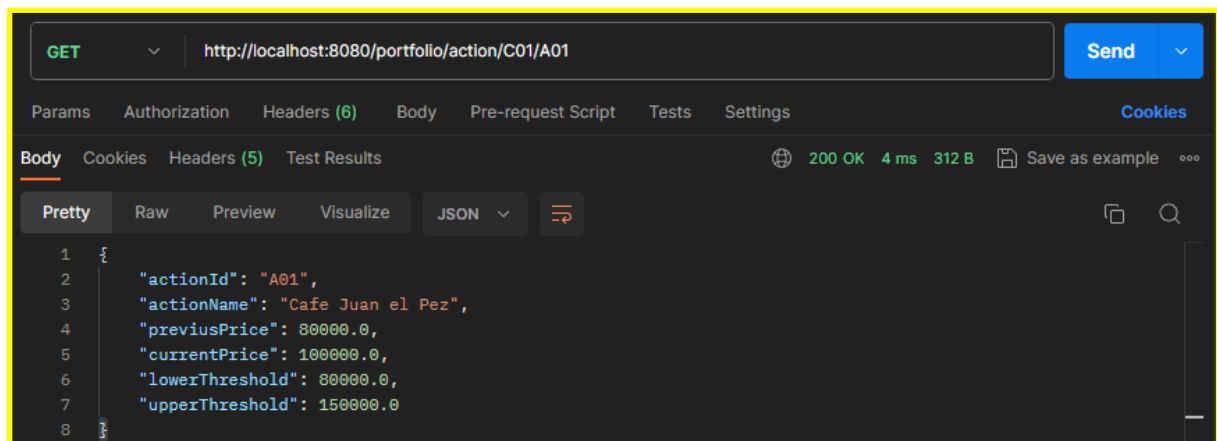 GET http://localhost:8080/portfolio/action/C01/A01 Send
Params Authorization Headers (6) Body Pre-request Script Tests Settings Cookies
Body Cookies Headers (5) Test Results 200 OK 4 ms 312 B Save as example
Pretty Raw Preview Visualize JSON
1 {
2 "actionId": "A01",
3 "actionName": "Cafe Juan el Pez",
4 "previusPrice": 80000.0,
5 "currentPrice": 100000.0,
6 "lowerThreshold": 80000.0,
7 "upperThreshold": 150000.0
8 }